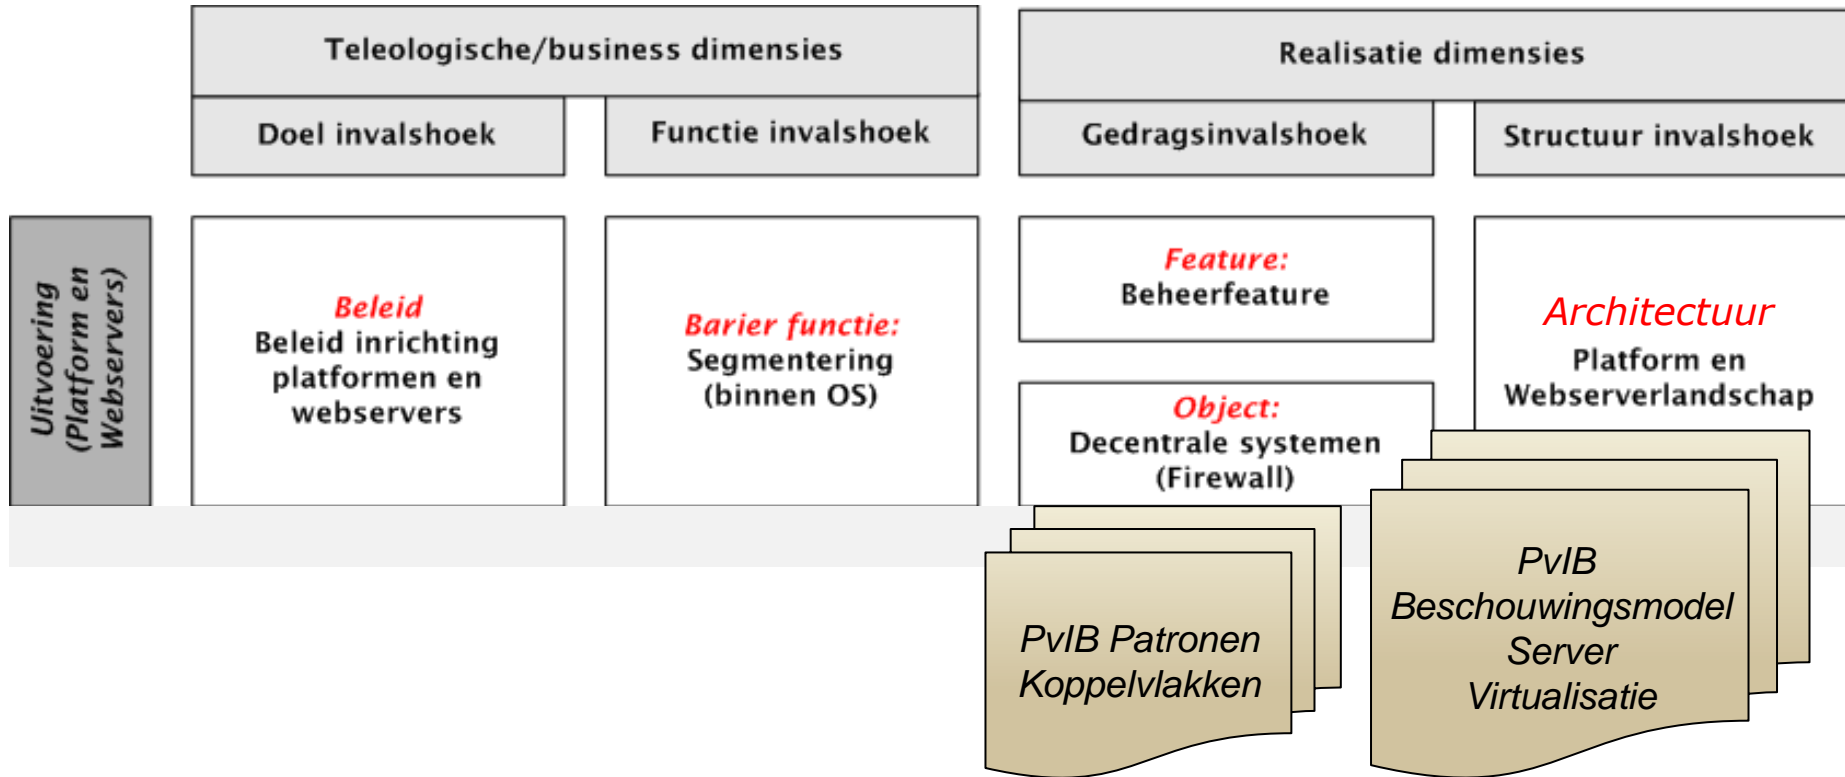 Teleologische/business dimensies
Realisatie dimensies
Doel invalshoek
Functie invalshoek
Gedragsinvalshoek
Structuur invalshoek
Uitvoering
(Platform en
Webservers)
Beleid
Beleid inrichting
platformen en
webservers
Barier functie:
Segmentering
(binnen OS)
Feature:
Beheerfeature
Object:
Decentrale systemen
(Firewall)
Architectuur
Platform en
Webserverlandschap
PvIB Patronen
Koppelvlakken
PvIB
Beschouwingsmodel
Server
Virtualisatie